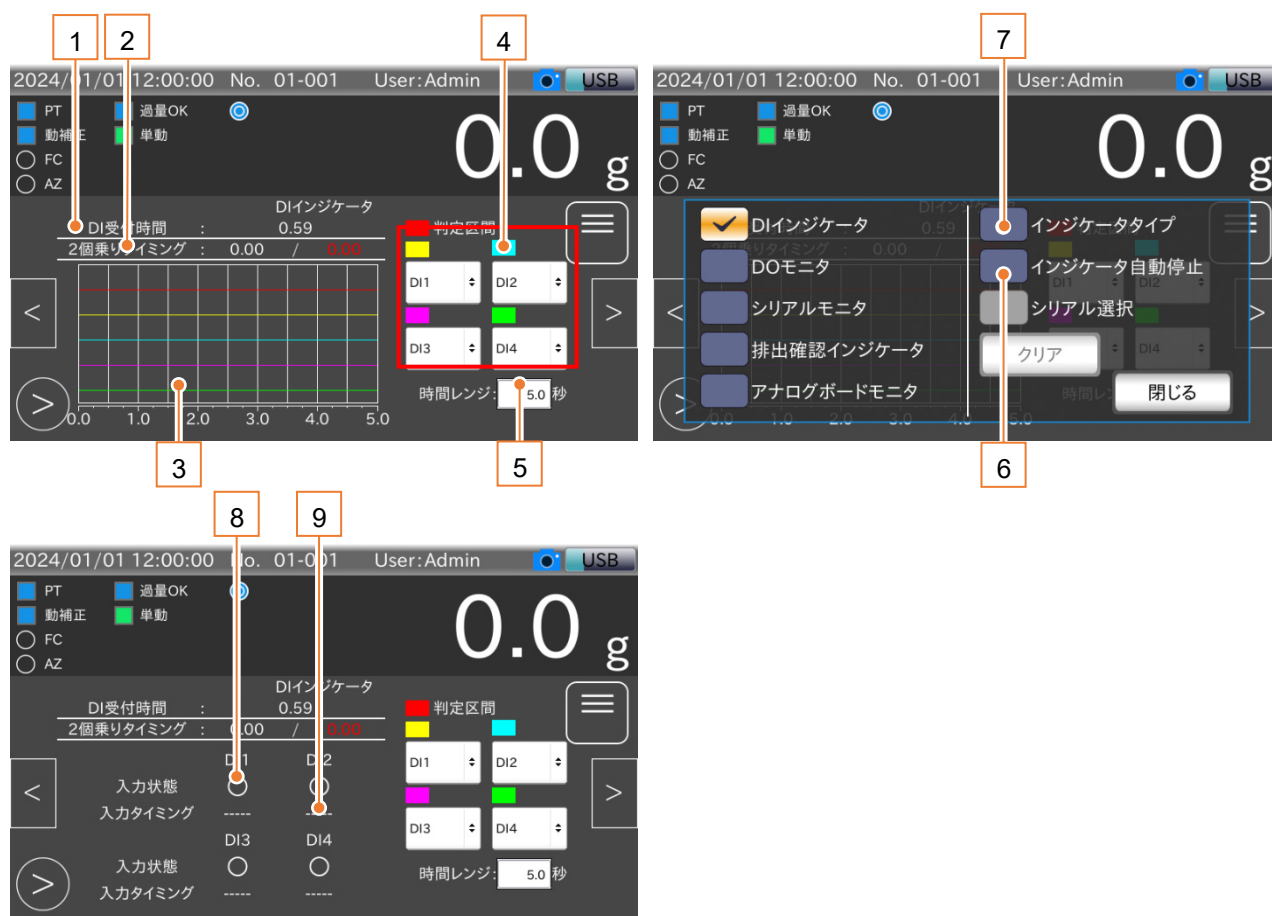 1
2
4
2024/01/01 12:00:00 No. 01-001 User:Admin USB
PT 過量OK
動補正 単動
FC
AZ
0.0 g
DIインジケータ
DI受付時間 : 0.59
2個乗りタイミング : 0.00 / 0.00
判定区間
DI1 DI2
DI3 DI4
<
>
>
時間レンジ: 5.0 秒
0.0 1.0 2.0 3.0 4.0 5.0
3
5
7
2024/01/01 12:00:00 No. 01-001 User:Admin USB
PT 過量OK
動補正 単動
FC
AZ
0.0 g
DIインジケータ インジケータタイプ
DOモニタ インジケータ自動停止
シリアルモニタ シリアル選択
排出確認インジケータ クリア
アナログボードモニタ 閉じる
<
>
>
0.0 1.0 2.0 3.0 4.0 5.0
6
8
9
2024/01/01 12:00:00 No. 01-001 User:Admin USB
PT 過量OK
動補正 単動
FC
AZ
0.0 g
DIインジケータ
DI受付時間 : 0.59
2個乗りタイミング : 0.00 / 0.00
DI1 DI2
入力状態
入力タイミング ----- -----
DI3 DI4
入力状態
入力タイミング ----- -----
判定区間
DI1 DI2
DI3 DI4
<
>
>
時間レンジ: 5.0 秒